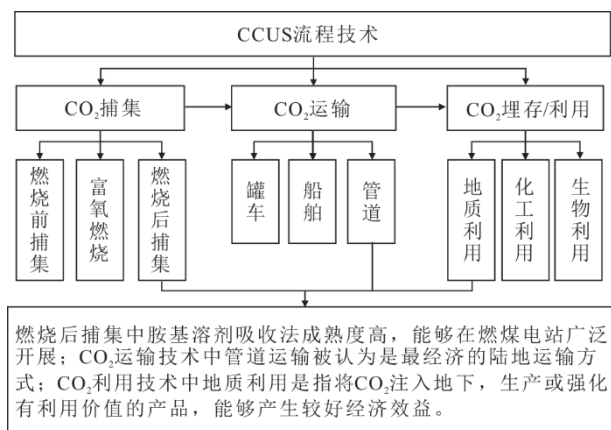 CCUS流程技术
CO₂捕集
CO₂运输
CO₂埋存/利用
燃烧前捕集
富氧燃烧
燃烧后捕集
罐车
船舶
管道
地质利用
化工利用
生物利用
燃烧后捕集中胺基溶剂吸收法成熟度高，能够在燃煤电站广泛
开展；CO₂运输技术中管道运输被认为是最经济的陆地运输方
式；CO₂利用技术中地质利用是指将CO₂注入地下，生产或强化
有利用价值的产品，能够产生较好经济效益。